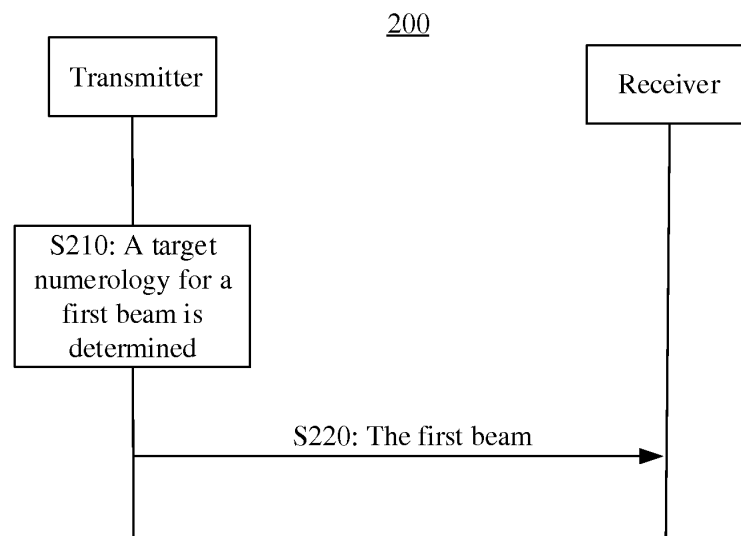 200
Transmitter
Receiver
S210: A target
numerology for a
first beam is
determined
S220: The first beam